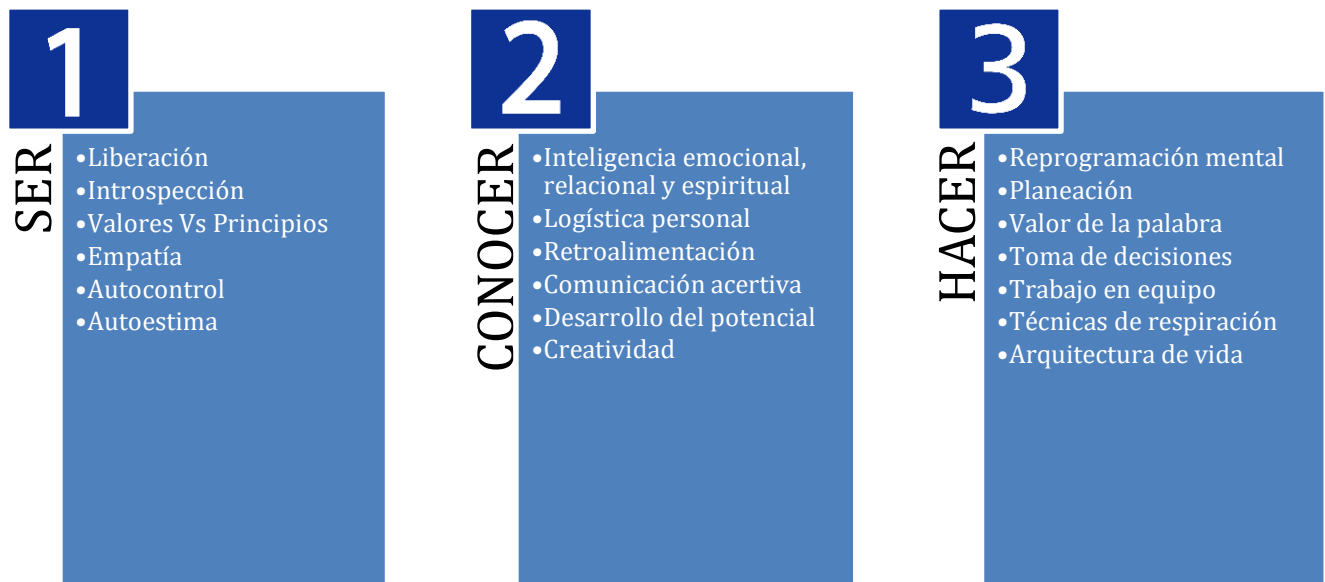 1
SER
•Liberación
•Introspección
•Valores Vs Principios
•Empatía
•Autocontrol
•Autoestima
2
CONOCER
•Inteligencia emocional,
relacional y espiritual
•Logística personal
•Retroalimentación
•Comunicación acertiva
•Desarrollo del potencial
•Creatividad
3
HACER
•Reprogramación mental
•Planeación
•Valor de la palabra
•Toma de decisiones
•Trabajo en equipo
•Técnicas de respiración
•Arquitectura de vida